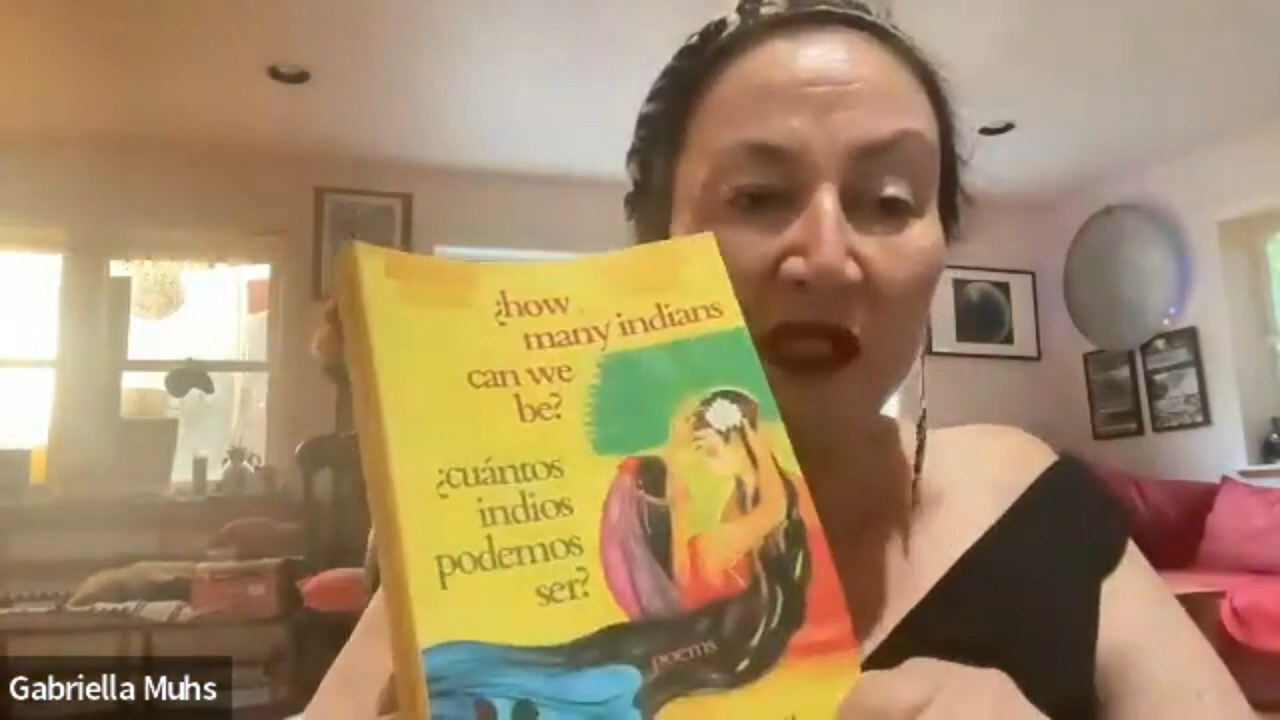 ¿how
many indians
can we
be?
¿cuántos
indios
podemos
ser?
poems
Gabriella Muhs